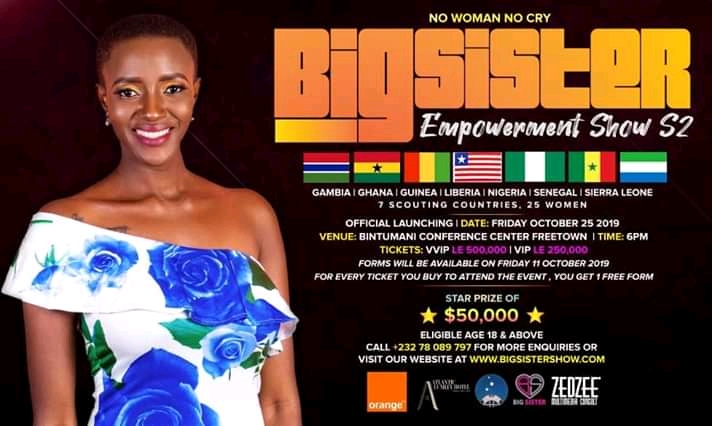 NO WOMAN NO CRY
BIGSISTER
Empowerment Show S2
GAMBIA | GHANA | GUINEA | LIBERIA | NIGERIA | SENEGAL | SIERRA LEONE
7 SCOUTING COUNTRIES, 25 WOMEN
OFFICIAL LAUNCHING | DATE: FRIDAY OCTOBER 25 2019
VENUE: BINTUMANI CONFERENCE CENTER FREETOWN | TIME: 6PM
TICKETS: VVIP LE 500,000 | VIP LE 250,000
FORMS WILL BE AVAILABLE ON FRIDAY 11 OCTOBER 2019
FOR EVERY TICKET YOU BUY TO ATTEND THE EVENT , YOU GET 1 FREE FORM
STAR PRIZE OF
$50,000
ELIGIBLE AGE 18 & ABOVE
CALL +232 78 089 797 FOR MORE ENQUIRIES OR
VISIT OUR WEBSITE AT WWW.BIGSISTERSHOW.COM
orange
BIG SISTER
ZEDZEE
MULTIMEDIA CONSULT